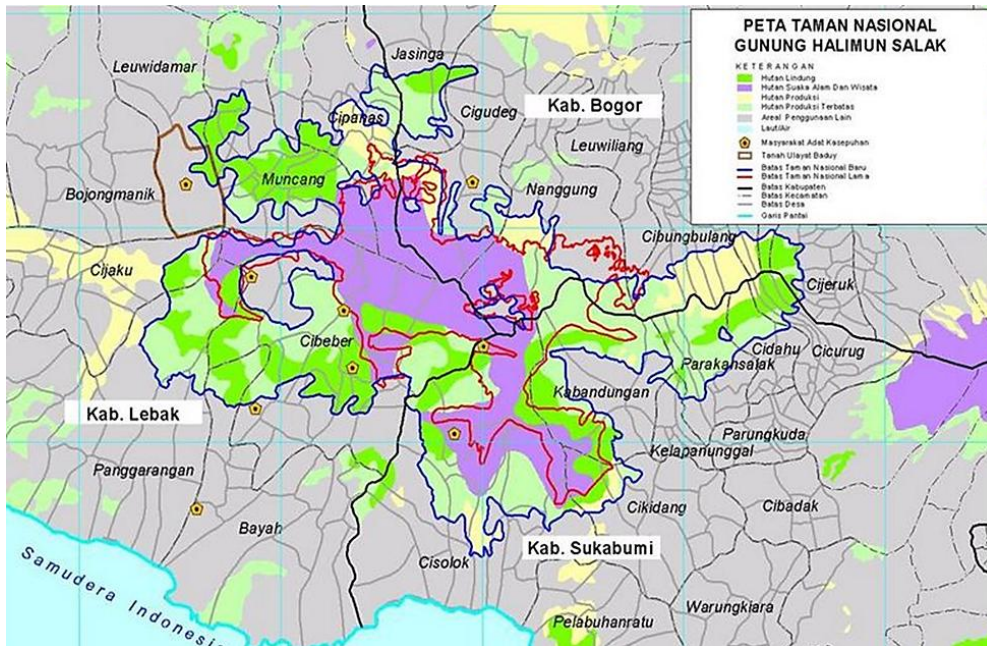 PETA TAMAN NASIONAL
GUNUNG HALIMUN SALAK
KETERANGAN
Hutan Lindung
Hutan Suaka Alam Dan Wisata
Hutan Produksi
Hutan Produksi Terbatas
Areal Penggunaan Lain
Laut/Air
Masyarakat Adat Kasepuhan
Tanah Ulayat Baduy
Batas Taman Nasional Baru
Batas Taman Nasional Lama
Batas Kabupaten
Batas Kecamatan
Batas Desa
Garis Pantai
Jasinga
Leuwidamar
Cipanas
Cigudeg
Kab. Bogor
Leuwiliang
Muncang
Bojongmanik
Nanggung
Cibungbulang
Cijaku
Cijeruk
Cibeber
Cidahu
Cicurug
Parakansalak
Kabandungan
Kab. Lebak
Parungkuda
Kelapanunggal
Panggarangan
Cikidang
Cibadak
Bayah
Cisolok
Kab. Sukabumi
Samudera Indonesia
Warungkiara
Pelabuhanratu